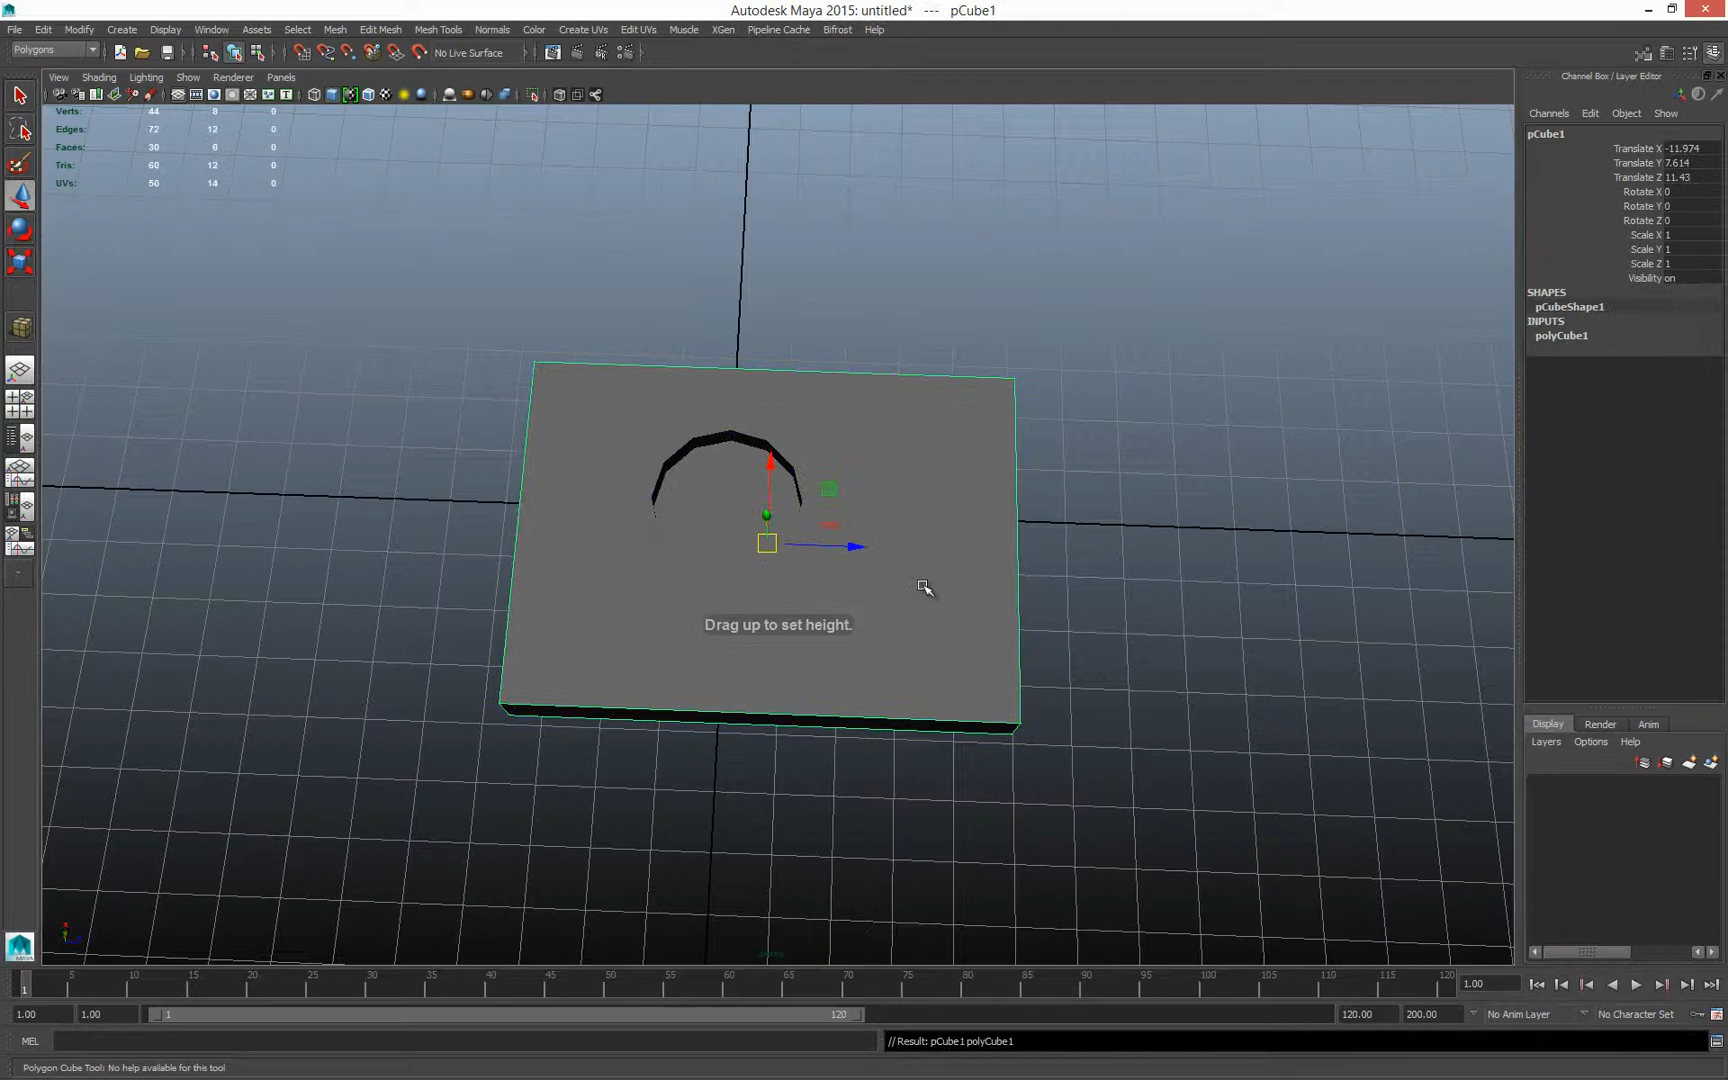 Autodesk Maya 2015: untitled* --- pCube1
File Edit Modify Create Display Window Assets Select Mesh Edit Mesh Mesh Tools Normals Color Create UVs Edit UVs Muscle XGen Pipeline Cache Bifrost Help
Polygons No Live Surface
View Shading Lighting Show Renderer Panels
Channel Box / Layer Editor
Channels Edit Object Show
Verts: 44 8 0
Edges: 72 12 0
Faces: 30 6 0
Tris: 60 12 0
UVs: 50 14 0
pCube1
Translate X -11.974
Translate Y 7.614
Translate Z 11.43
Rotate X 0
Rotate Y 0
Rotate Z 0
Scale X 1
Scale Y 1
Scale Z 1
Visibility on
SHAPES
pCubeShape1
INPUTS
polyCube1
Drag up to set height.
Display Render Anim
Layers Options Help
MAYA
persp
1 5 10 15 20 25 30 35 40 45 50 55 60 65 70 75 80 85 90 95 100 105 110 115 120 1.00
1.00 1.00 1 120 120.00 200.00 No Anim Layer No Character Set
MEL // Result: pCube1 polyCube1
Polygon Cube Tool: No help available for this tool